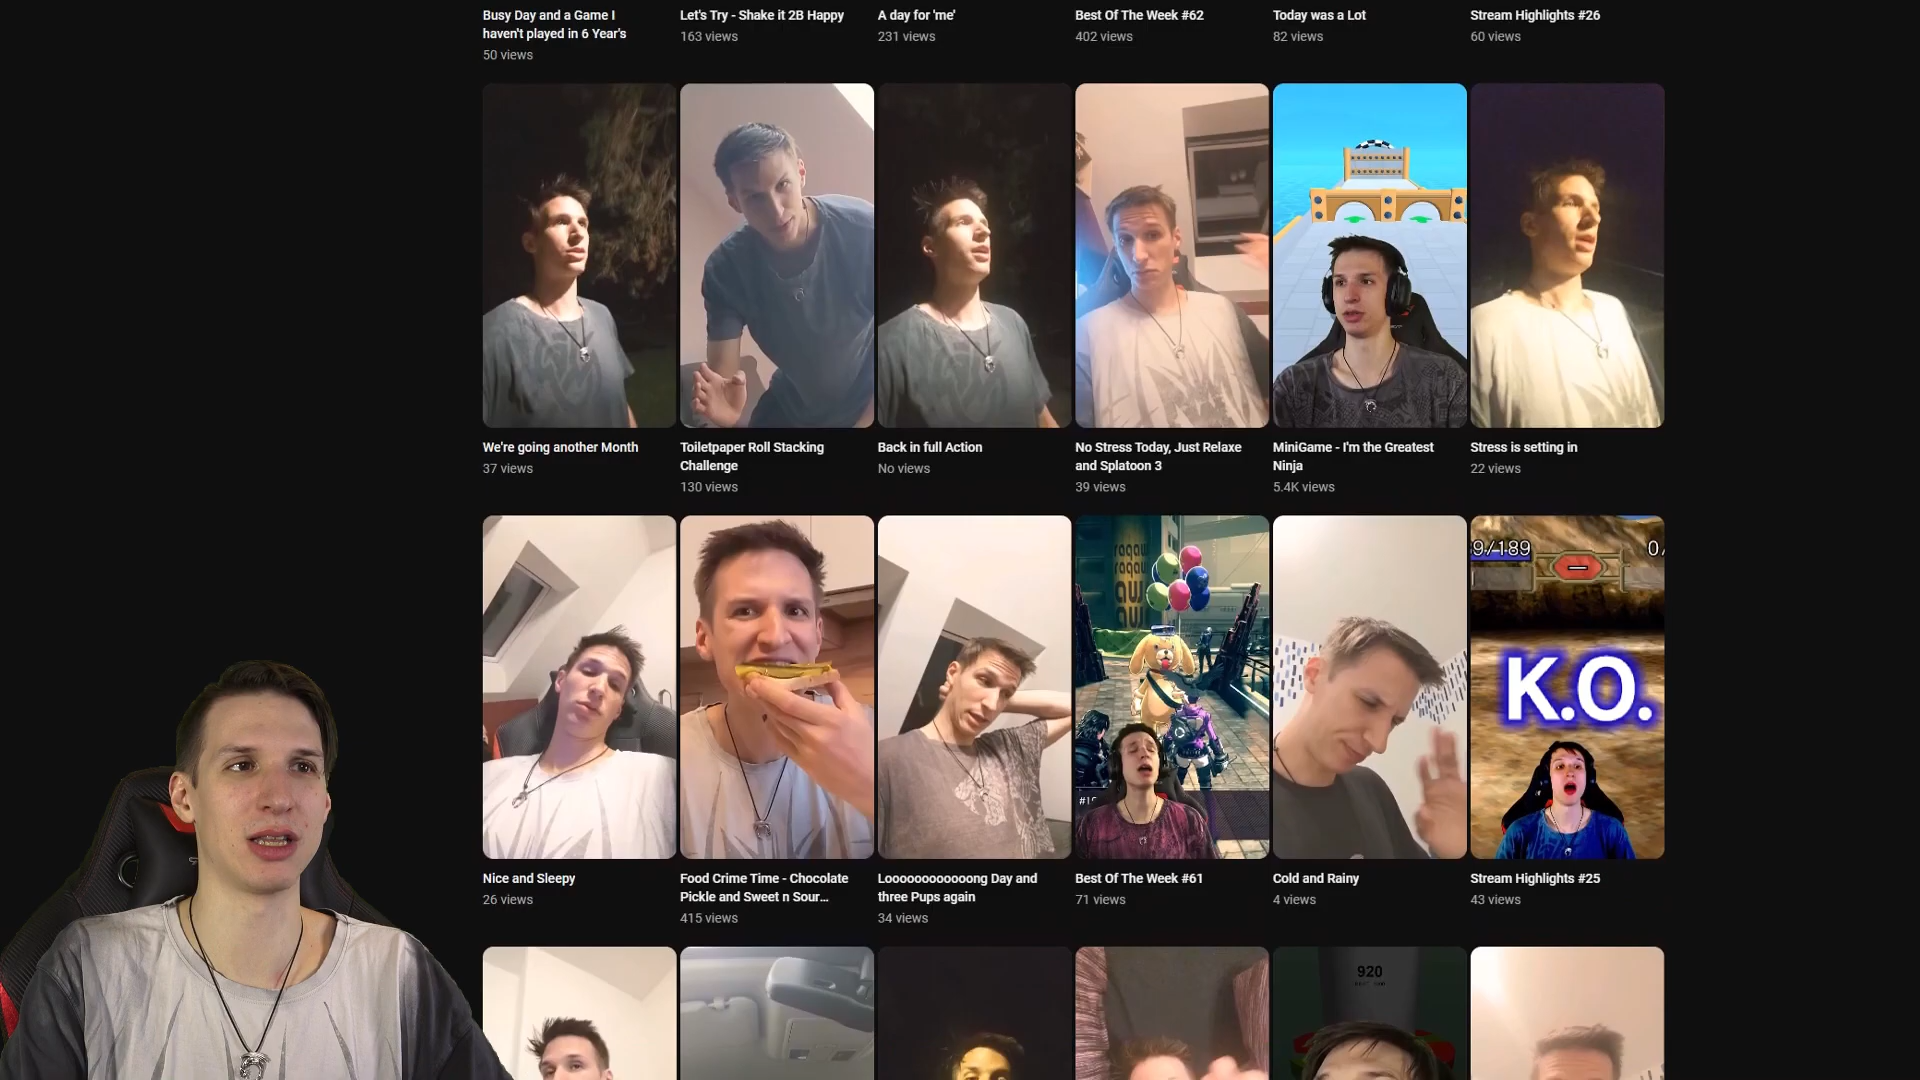 Busy Day and a Game I
haven't played in 6 Year's
50 views
Let's Try - Shake it 2B Happy
163 views
A day for 'me'
231 views
Best Of The Week #62
402 views
Today was a Lot
82 views
Stream Highlights #26
60 views
We're going another Month
37 views
Toiletpaper Roll Stacking
Challenge
130 views
Back in full Action
No views
No Stress Today, Just Relaxe
and Splatoon 3
39 views
MiniGame - I'm the Greatest
Ninja
5.4K views
Stress is setting in
22 views
9/189
0
K.O.
Nice and Sleepy
26 views
Food Crime Time - Chocolate
Pickle and Sweet n Sour...
415 views
Looooooooooong Day and
three Pups again
34 views
Best Of The Week #61
71 views
Cold and Rainy
4 views
Stream Highlights #25
43 views
920